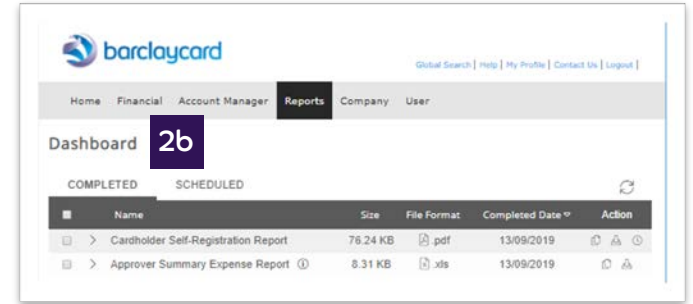 barclaycard
Global Search | Help | My Profile | Contact Us | Logout |
Home Financial Account Manager Reports Company User
Dashboard 2b
COMPLETED SCHEDULED
Name Size File Format Completed Date Action
Cardholder Self-Registration Report 76.24 KB .pdf 13/09/2019
Approver Summary Expense Report 8.31 KB .xls 13/09/2019